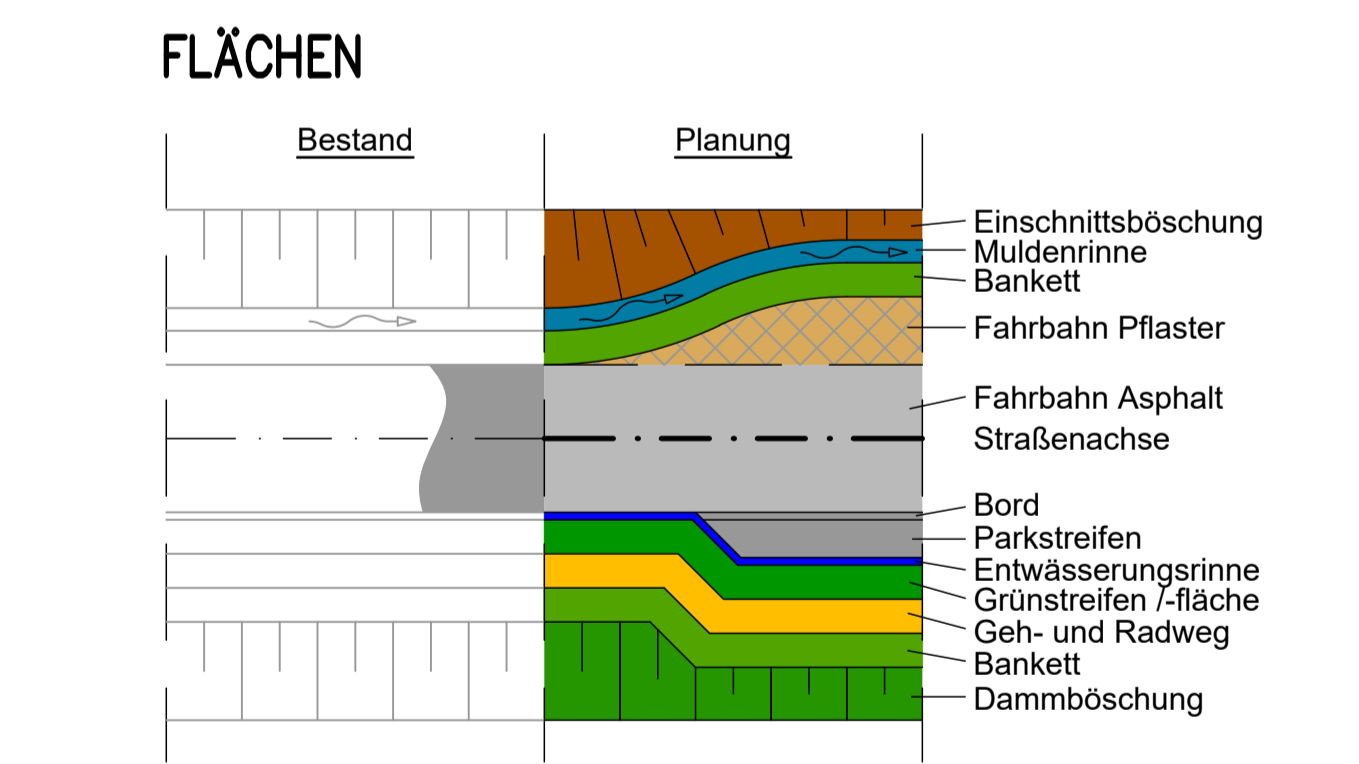 FLÄCHEN
Bestand
Planung
Einschnittsböschung
Muldenrinne
Bankett
Fahrbahn Pflaster
Fahrbahn Asphalt
Straßenachse
Bord
Parkstreifen
Entwässerungsrinne
Grünstreifen /-fläche
Geh- und Radweg
Bankett
Dammböschung